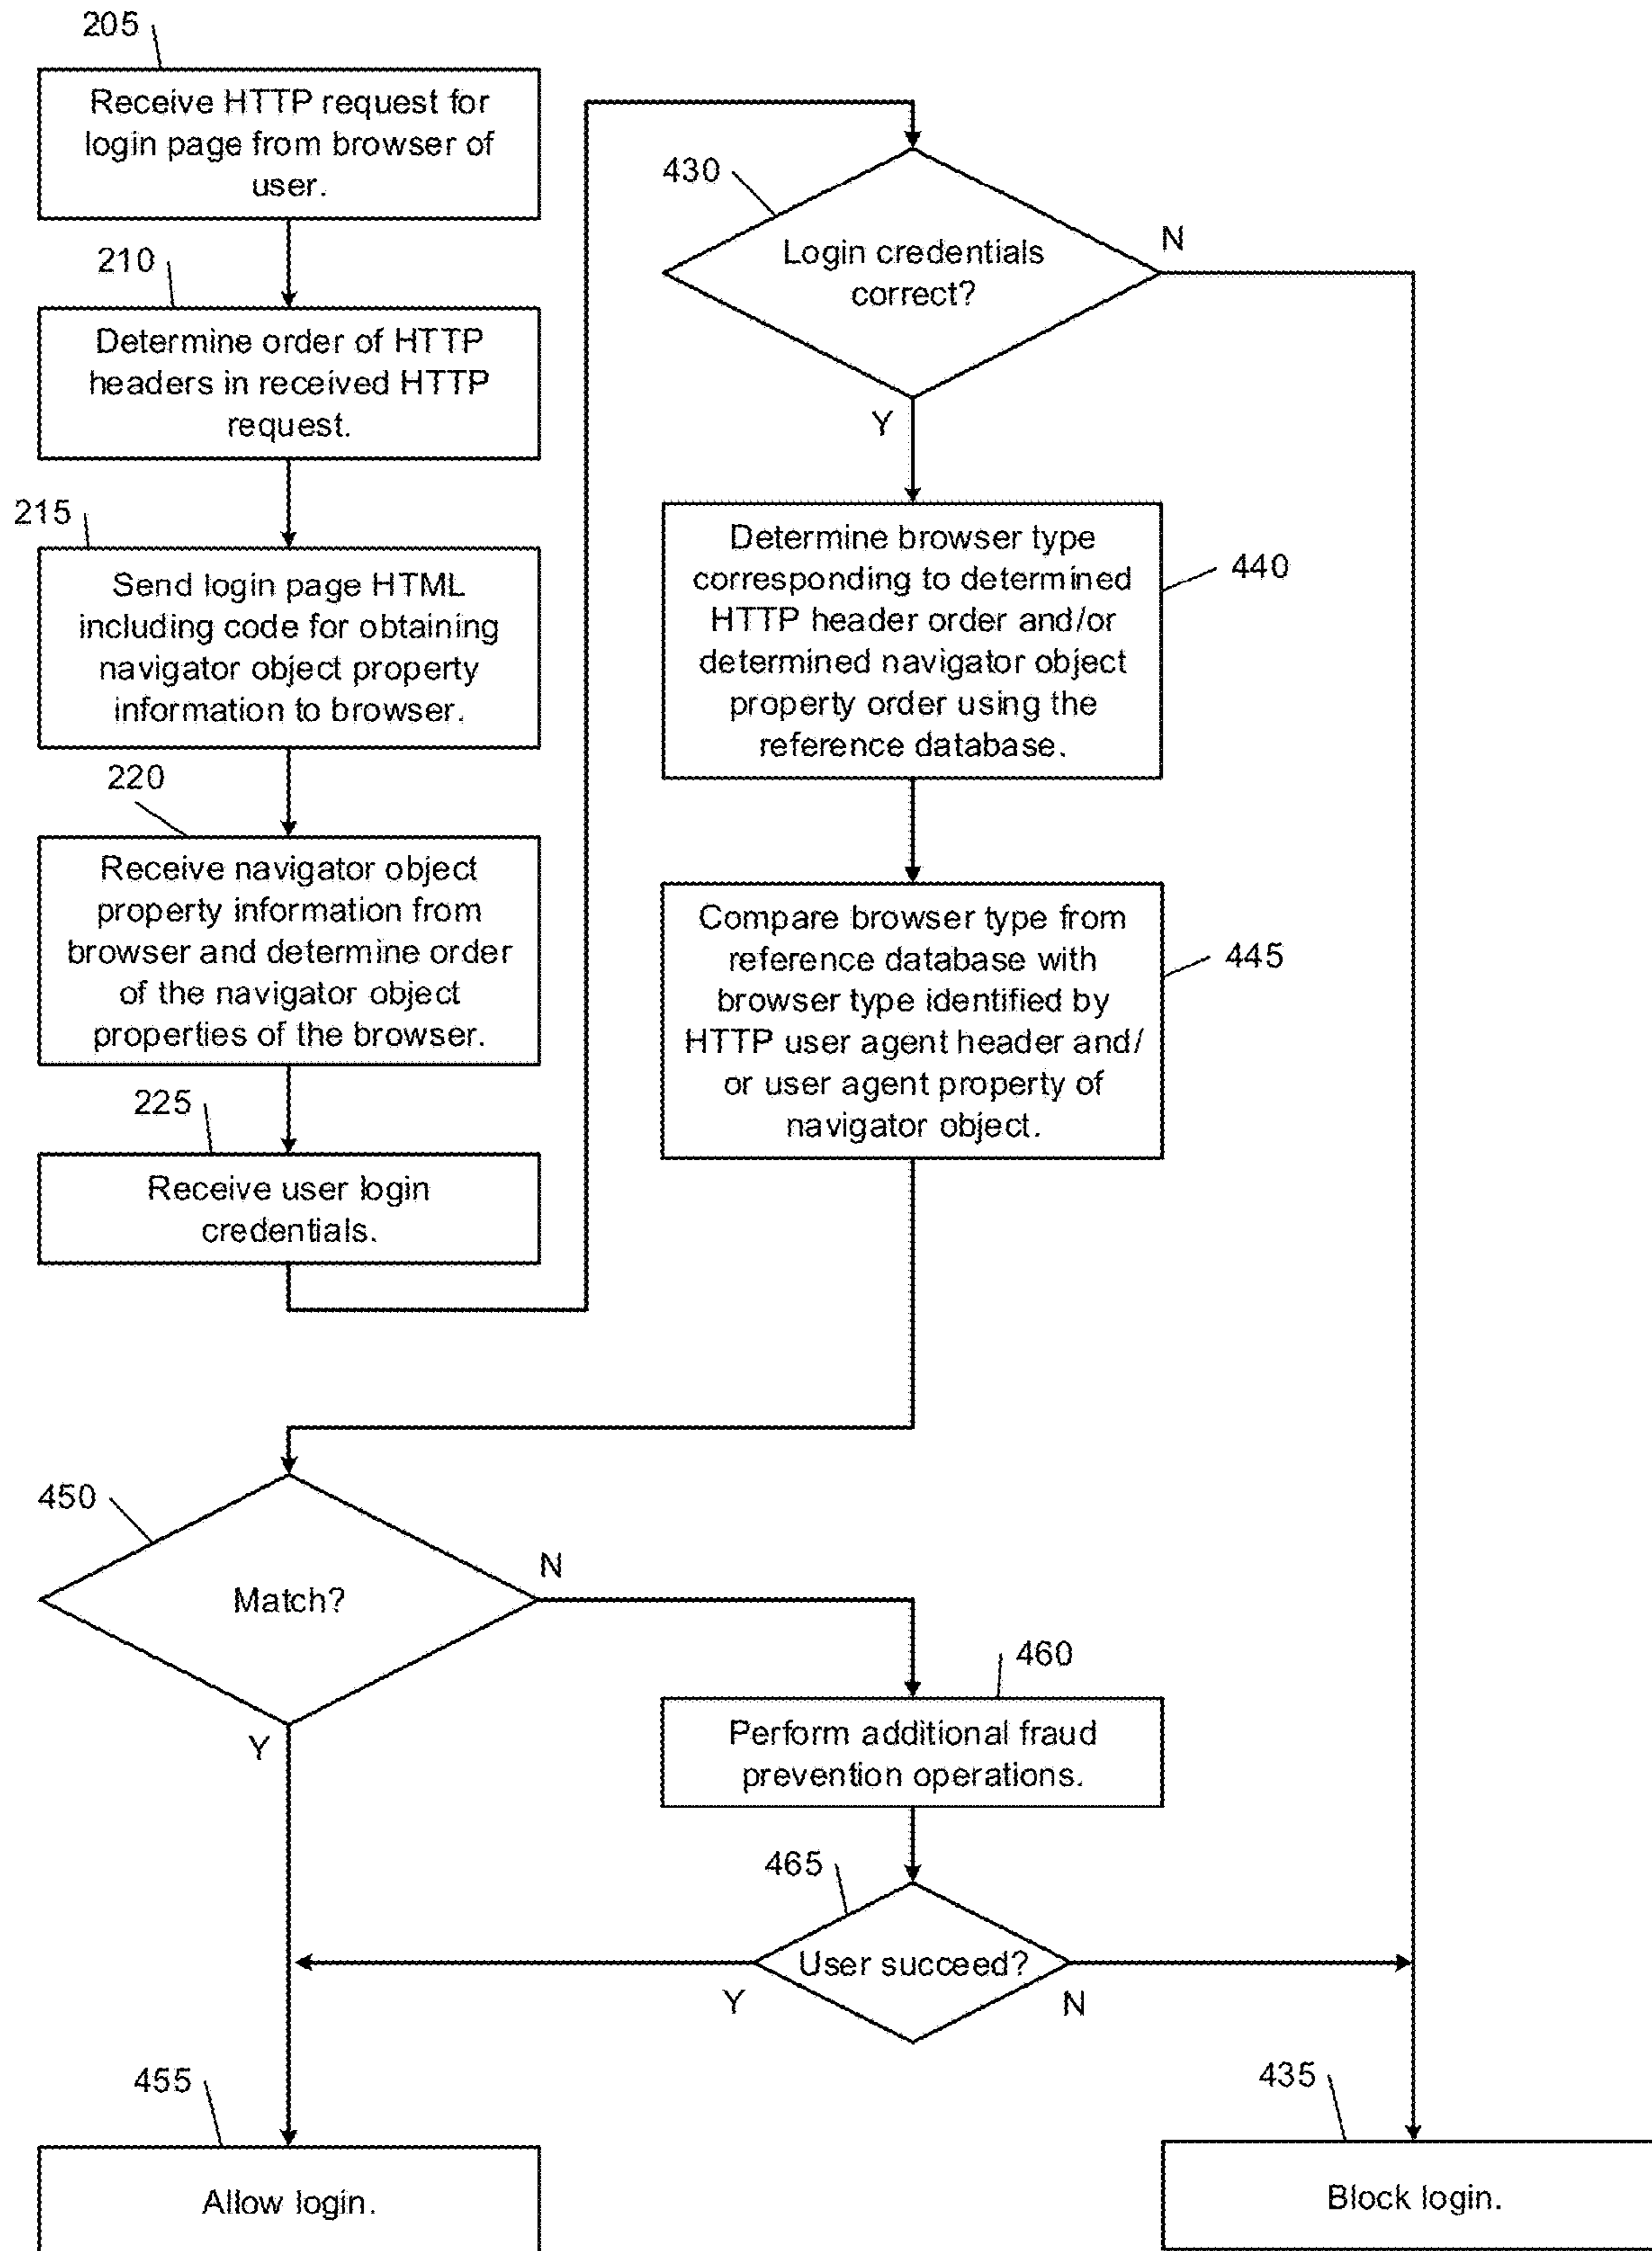 205
Receive HTTP request for
login page from browser of
user.
210
Determine order of HTTP
headers in received HTTP
request.
215
Send login page HTML
including code for obtaining
navigator object property
information to browser.
220
Receive navigator object
property information from
browser and determine order
of the navigator object
properties of the browser.
225
Receive user login
credentials.
430
Login credentials
correct?
N
Y
Determine browser type
corresponding to determined
HTTP header order and/or
determined navigator object
property order using the
reference database.
440
Compare browser type from
reference database with
browser type identified by
HTTP user agent header and/
or user agent property of
navigator object.
445
450
Match?
N
Y
460
Perform additional fraud
prevention operations.
465
User succeed?
Y
N
455
Allow login.
435
Block login.